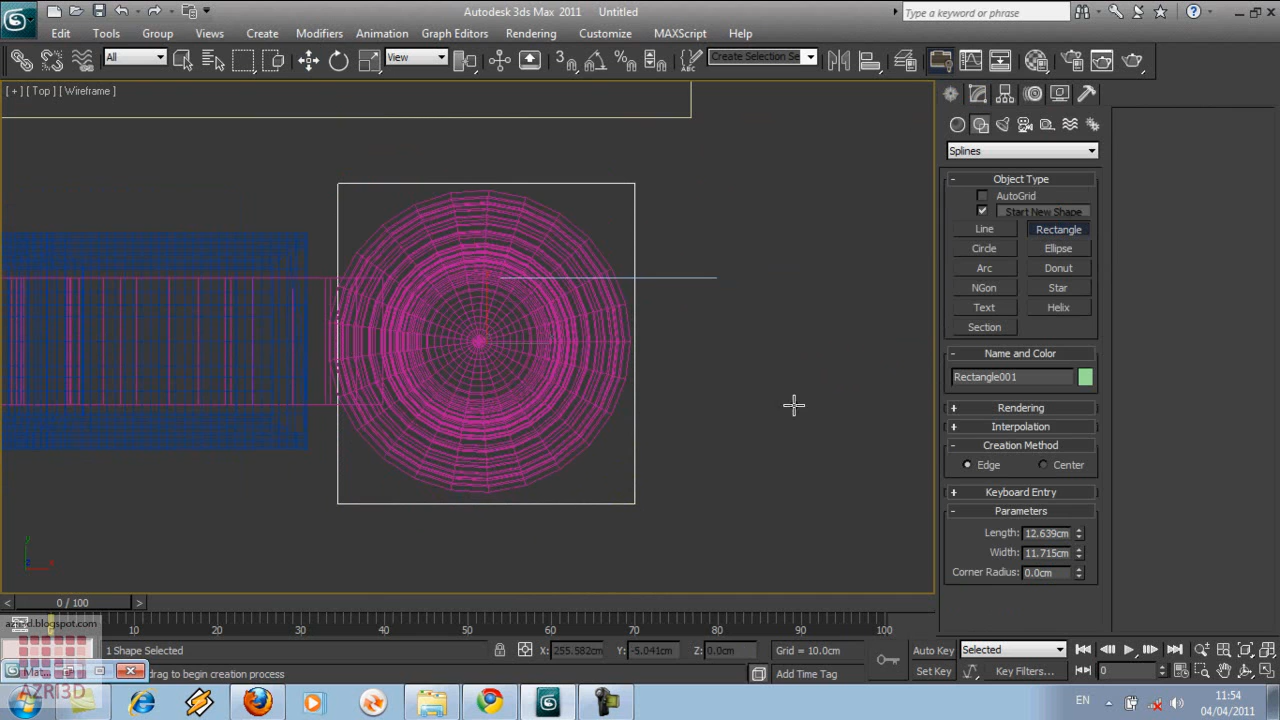 Autodesk 3ds Max 2011 Untitled
Type a keyword or phrase
Edit Tools Group Views Create Modifiers Animation Graph Editors Rendering Customize MAXScript Help
All
View
3
Create Selection Se
[ + ] [ Top ] [ Wireframe ]
Splines
- Object Type
AutoGrid
Start New Shape
Line Rectangle
Circle Ellipse
Arc Donut
NGon Star
Text Helix
Section
- Name and Color
Rectangle001
+ Rendering
+ Interpolation
- Creation Method
Edge Center
+ Keyboard Entry
- Parameters
Length: 12.639cm
Width: 11.715cm
Corner Radius: 0.0cm
y
x
< 0 / 100 >
10 20 30 40 50 60 70 80 90 100
azri3d.blogspot.com
1 Shape Selected X: 255.582cm Y: -5.041cm Z: 0.0cm Grid = 10.0cm Auto Key Selected
Mat... drag to begin creation process Add Time Tag Set Key Key Filters... 0
AZRI3D
EN
11:54
04/04/2011